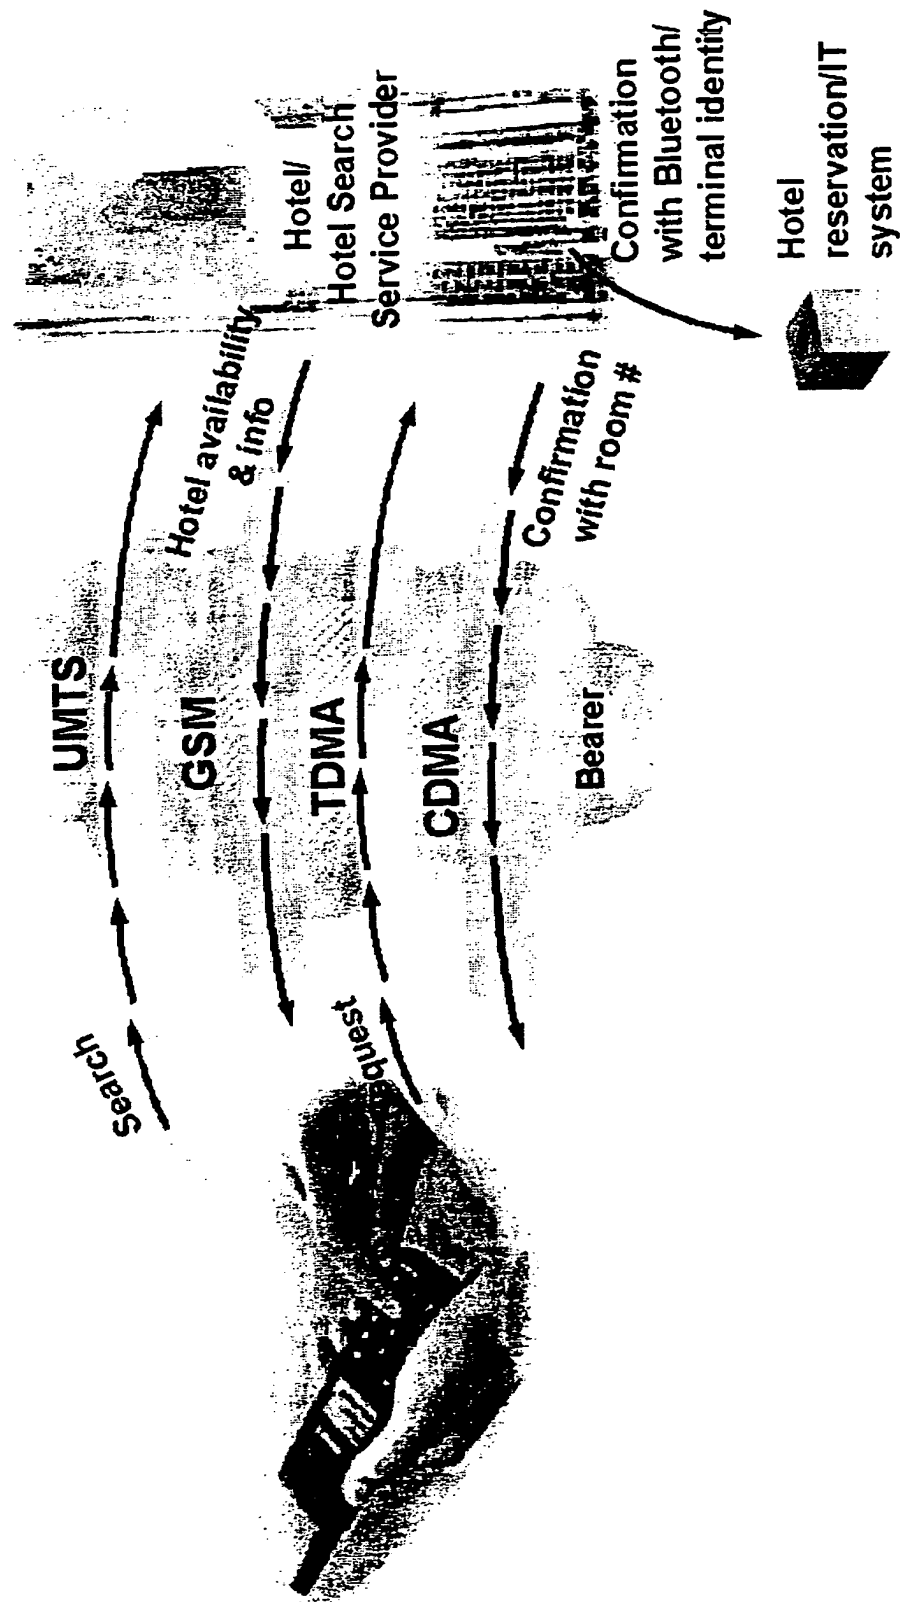 Search
UMTS
Hotel availability
& info
GSM
Hotel/
Hotel Search
Service Provider
TDMA
CDMA
Confirmation
with room #
Bearer
Confirmation
with Bluetooth/
terminal identity
Hotel
reservation/IT
system